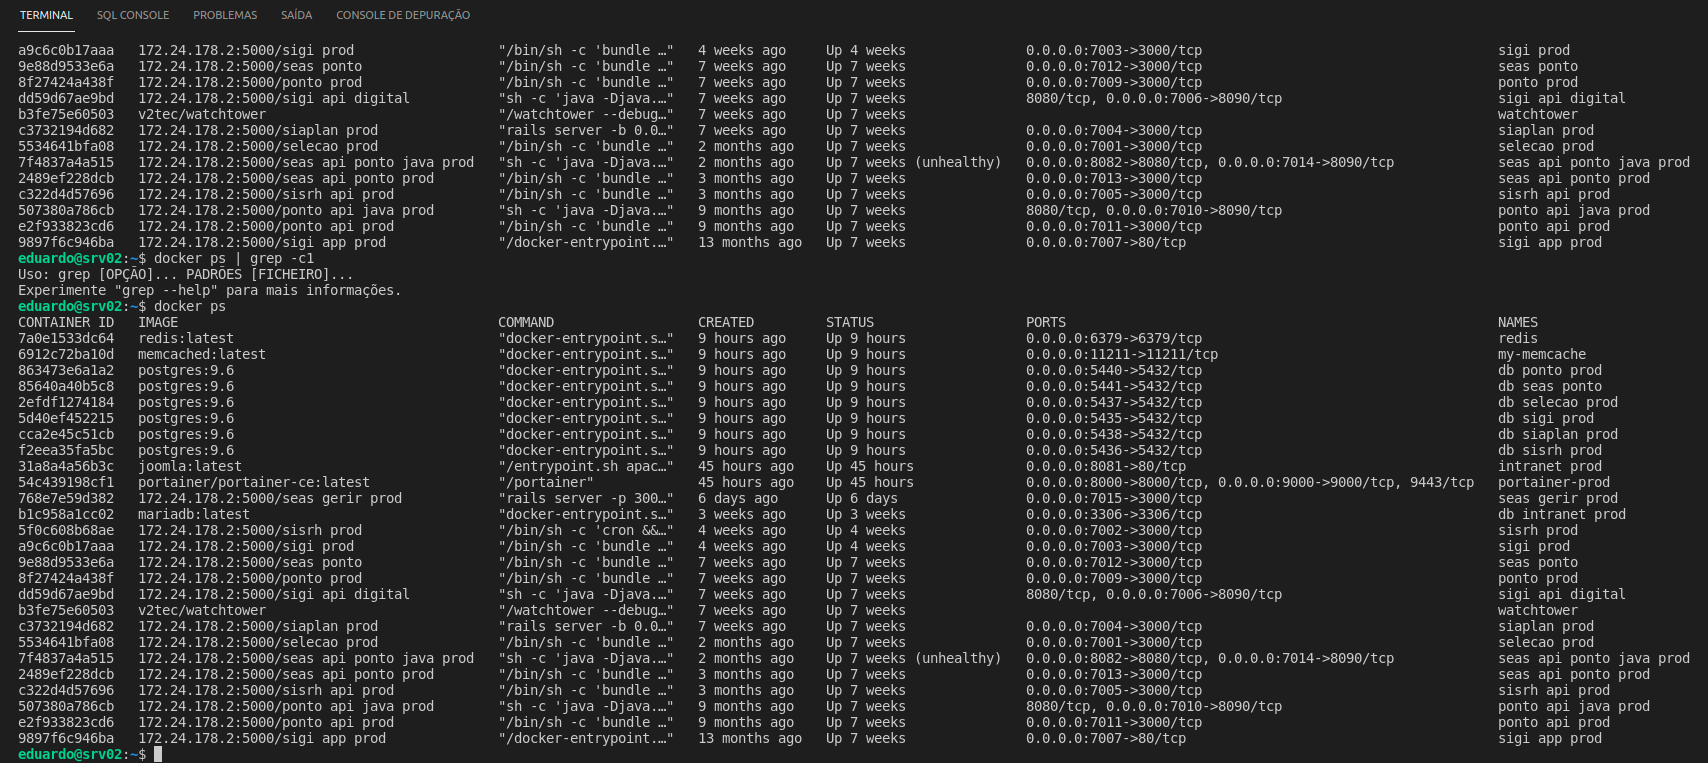 TERMINAL SQL CONSOLE PROBLEMAS SAÍDA CONSOLE DE DEPURAÇÃO
a9c6c0b17aaa 172.24.178.2:5000/sigi prod "/bin/sh -c 'bundle …" 4 weeks ago Up 4 weeks 0.0.0.0:7003->3000/tcp sigi prod
9e88d9533e6a 172.24.178.2:5000/seas ponto "/bin/sh -c 'bundle …" 7 weeks ago Up 7 weeks 0.0.0.0:7012->3000/tcp seas ponto
8f27424a438f 172.24.178.2:5000/ponto prod "/bin/sh -c 'bundle …" 7 weeks ago Up 7 weeks 0.0.0.0:7009->3000/tcp ponto prod
dd59d67ae9bd 172.24.178.2:5000/sigi api digital "sh -c 'java -Djava.…" 7 weeks ago Up 7 weeks 8080/tcp, 0.0.0.0:7006->8090/tcp sigi api digital
b3fe75e60503 v2tec/watchtower "/watchtower --debug…" 7 weeks ago Up 7 weeks watchtower
c3732194d682 172.24.178.2:5000/siaplan prod "rails server -b 0.0…" 7 weeks ago Up 7 weeks 0.0.0.0:7004->3000/tcp siaplan prod
5534641bfa08 172.24.178.2:5000/selecao prod "/bin/sh -c 'bundle …" 2 months ago Up 7 weeks 0.0.0.0:7001->3000/tcp selecao prod
7f4837a4a515 172.24.178.2:5000/seas api ponto java prod "sh -c 'java -Djava.…" 2 months ago Up 7 weeks (unhealthy) 0.0.0.0:8082->8080/tcp, 0.0.0.0:7014->8090/tcp seas api ponto java prod
2489ef228dcb 172.24.178.2:5000/seas api ponto prod "/bin/sh -c 'bundle …" 3 months ago Up 7 weeks 0.0.0.0:7013->3000/tcp seas api ponto prod
c322d4d57696 172.24.178.2:5000/sisrh api prod "/bin/sh -c 'bundle …" 3 months ago Up 7 weeks 0.0.0.0:7005->3000/tcp sisrh api prod
507380a786cb 172.24.178.2:5000/ponto api java prod "sh -c 'java -Djava.…" 9 months ago Up 7 weeks 8080/tcp, 0.0.0.0:7010->8090/tcp ponto api java prod
e2f933823cd6 172.24.178.2:5000/ponto api prod "/bin/sh -c 'bundle …" 9 months ago Up 7 weeks 0.0.0.0:7011->3000/tcp ponto api prod
9897f6c946ba 172.24.178.2:5000/sigi app prod "/docker-entrypoint.…" 13 months ago Up 7 weeks 0.0.0.0:7007->80/tcp sigi app prod
eduardo@srv02:~$ docker ps | grep -c1
Uso: grep [OPÇÃO]... PADRÕES [FICHEIRO]...
Experimente "grep --help" para mais informações.
eduardo@srv02:~$ docker ps
CONTAINER ID IMAGE COMMAND CREATED STATUS PORTS NAMES
7a0e1533dc64 redis:latest "docker-entrypoint.s…" 9 hours ago Up 9 hours 0.0.0.0:6379->6379/tcp redis
6912c72ba10d memcached:latest "docker-entrypoint.s…" 9 hours ago Up 9 hours 0.0.0.0:11211->11211/tcp my-memcache
863473e6a1a2 postgres:9.6 "docker-entrypoint.s…" 9 hours ago Up 9 hours 0.0.0.0:5440->5432/tcp db ponto prod
85640a40b5c8 postgres:9.6 "docker-entrypoint.s…" 9 hours ago Up 9 hours 0.0.0.0:5441->5432/tcp db seas ponto
2efdf1274184 postgres:9.6 "docker-entrypoint.s…" 9 hours ago Up 9 hours 0.0.0.0:5437->5432/tcp db selecao prod
5d40ef452215 postgres:9.6 "docker-entrypoint.s…" 9 hours ago Up 9 hours 0.0.0.0:5435->5432/tcp db sigi prod
cca2e45c51cb postgres:9.6 "docker-entrypoint.s…" 9 hours ago Up 9 hours 0.0.0.0:5438->5432/tcp db siaplan prod
f2eea35fa5bc postgres:9.6 "docker-entrypoint.s…" 9 hours ago Up 9 hours 0.0.0.0:5436->5432/tcp db sisrh prod
31a8a4a56b3c joomla:latest "/entrypoint.sh apac…" 45 hours ago Up 45 hours 0.0.0.0:8081->80/tcp intranet prod
54c439198cf1 portainer/portainer-ce:latest "/portainer" 45 hours ago Up 45 hours 0.0.0.0:8000->8000/tcp, 0.0.0.0:9000->9000/tcp, 9443/tcp portainer-prod
768e7e59d382 172.24.178.2:5000/seas gerir prod "rails server -p 300…" 6 days ago Up 6 days 0.0.0.0:7015->3000/tcp seas gerir prod
b1c958a1cc02 mariadb:latest "docker-entrypoint.s…" 3 weeks ago Up 3 weeks 0.0.0.0:3306->3306/tcp db intranet prod
5f0c608b68ae 172.24.178.2:5000/sisrh prod "/bin/sh -c 'cron &&…" 4 weeks ago Up 4 weeks 0.0.0.0:7002->3000/tcp sisrh prod
a9c6c0b17aaa 172.24.178.2:5000/sigi prod "/bin/sh -c 'bundle …" 4 weeks ago Up 4 weeks 0.0.0.0:7003->3000/tcp sigi prod
9e88d9533e6a 172.24.178.2:5000/seas ponto "/bin/sh -c 'bundle …" 7 weeks ago Up 7 weeks 0.0.0.0:7012->3000/tcp seas ponto
8f27424a438f 172.24.178.2:5000/ponto prod "/bin/sh -c 'bundle …" 7 weeks ago Up 7 weeks 0.0.0.0:7009->3000/tcp ponto prod
dd59d67ae9bd 172.24.178.2:5000/sigi api digital "sh -c 'java -Djava.…" 7 weeks ago Up 7 weeks 8080/tcp, 0.0.0.0:7006->8090/tcp sigi api digital
b3fe75e60503 v2tec/watchtower "/watchtower --debug…" 7 weeks ago Up 7 weeks watchtower
c3732194d682 172.24.178.2:5000/siaplan prod "rails server -b 0.0…" 7 weeks ago Up 7 weeks 0.0.0.0:7004->3000/tcp siaplan prod
5534641bfa08 172.24.178.2:5000/selecao prod "/bin/sh -c 'bundle …" 2 months ago Up 7 weeks 0.0.0.0:7001->3000/tcp selecao prod
7f4837a4a515 172.24.178.2:5000/seas api ponto java prod "sh -c 'java -Djava.…" 2 months ago Up 7 weeks (unhealthy) 0.0.0.0:8082->8080/tcp, 0.0.0.0:7014->8090/tcp seas api ponto java prod
2489ef228dcb 172.24.178.2:5000/seas api ponto prod "/bin/sh -c 'bundle …" 3 months ago Up 7 weeks 0.0.0.0:7013->3000/tcp seas api ponto prod
c322d4d57696 172.24.178.2:5000/sisrh api prod "/bin/sh -c 'bundle …" 3 months ago Up 7 weeks 0.0.0.0:7005->3000/tcp sisrh api prod
507380a786cb 172.24.178.2:5000/ponto api java prod "sh -c 'java -Djava.…" 9 months ago Up 7 weeks 8080/tcp, 0.0.0.0:7010->8090/tcp ponto api java prod
e2f933823cd6 172.24.178.2:5000/ponto api prod "/bin/sh -c 'bundle …" 9 months ago Up 7 weeks 0.0.0.0:7011->3000/tcp ponto api prod
9897f6c946ba 172.24.178.2:5000/sigi app prod "/docker-entrypoint.…" 13 months ago Up 7 weeks 0.0.0.0:7007->80/tcp sigi app prod
eduardo@srv02:~$